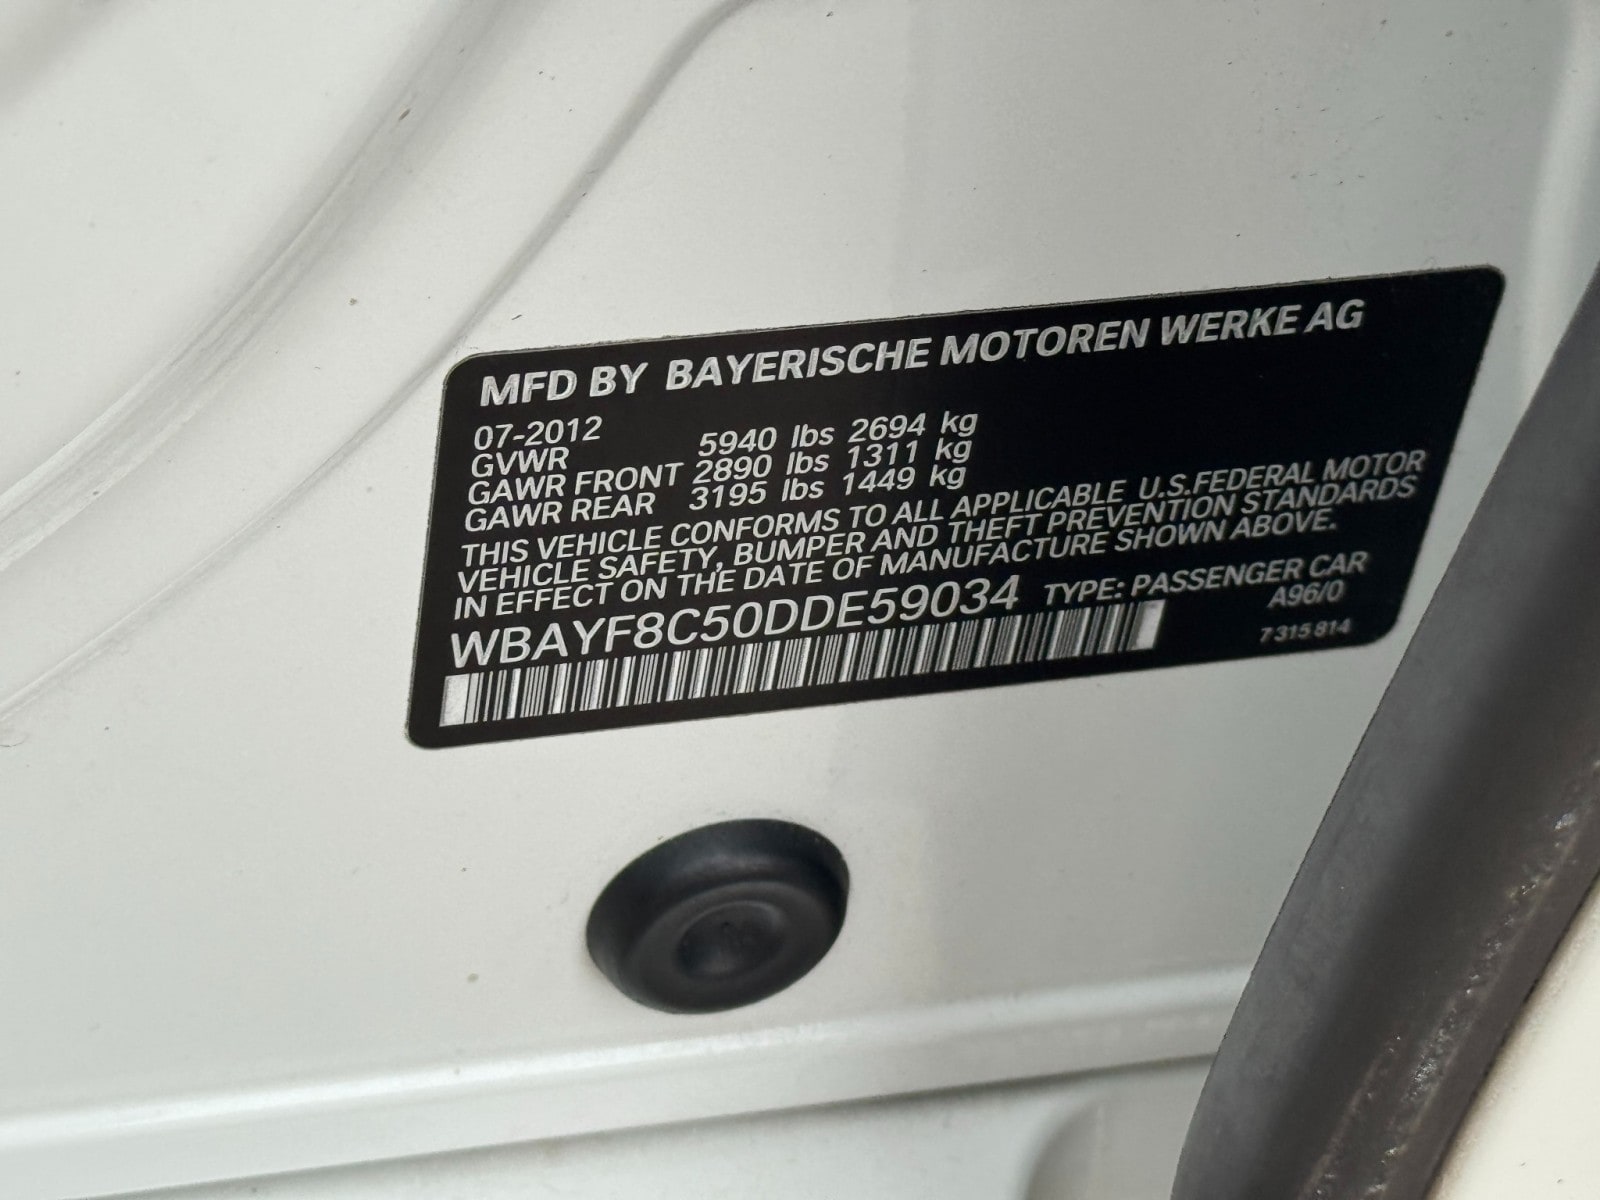 MFD BY BAYERISCHE MOTOREN WERKE AG
07-2012
GVWR 5940 lbs 2694 kg
GAWR FRONT 2890 lbs 1311 kg
GAWR REAR 3195 lbs 1449 kg
THIS VEHICLE CONFORMS TO ALL APPLICABLE U.S.FEDERAL MOTOR
VEHICLE SAFETY, BUMPER AND THEFT PREVENTION STANDARDS
IN EFFECT ON THE DATE OF MANUFACTURE SHOWN ABOVE.
WBAYF8C50DDE59034 TYPE: PASSENGER CAR
A96/0
7 315 814